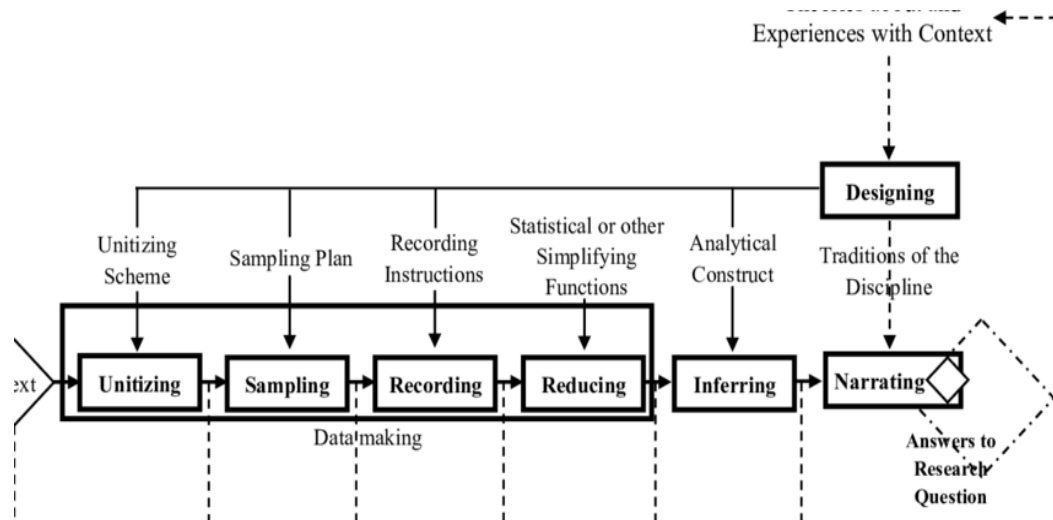 Experiences with Context
Designing
Unitizing
Scheme
Sampling Plan
Recording
Instructions
Statistical or other
Simplifying
Functions
Analytical
Construct
Traditions of the
Discipline
Unitizing
Sampling
Recording
Reducing
Inferring
Narrating
Data making
Answers to
Research
Question